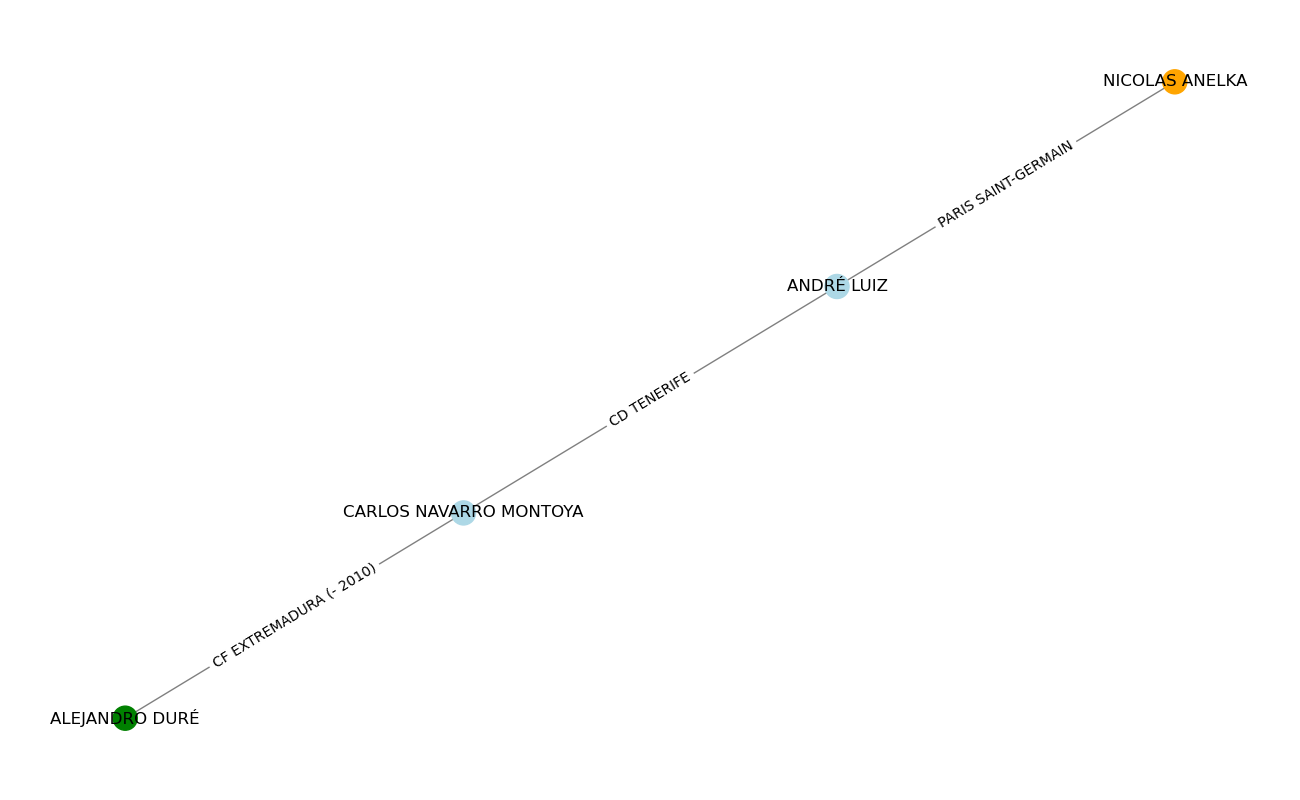 NICOLAS ANELKA
PARIS SAINT-GERMAIN
ANDRÉ LUIZ
CD TENERIFE
CARLOS NAVARRO MONTOYA
CF EXTREMADURA (- 2010)
ALEJANDRO DURÉ